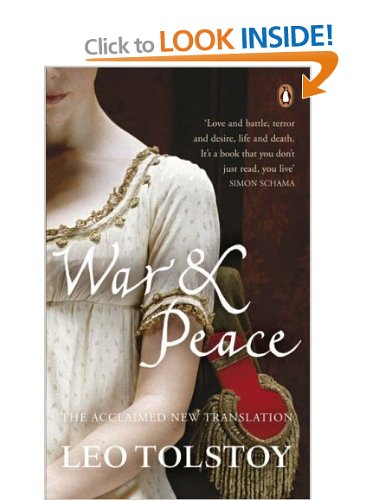 Click to LOOK INSIDE!
'Love and battle, terror
and desire, life and death.
It's a book that you don't
just read, you live'
SIMON SCHAMA
War &
Peace
THE ACCLAIMED NEW TRANSLATION
LEO TOLSTOY